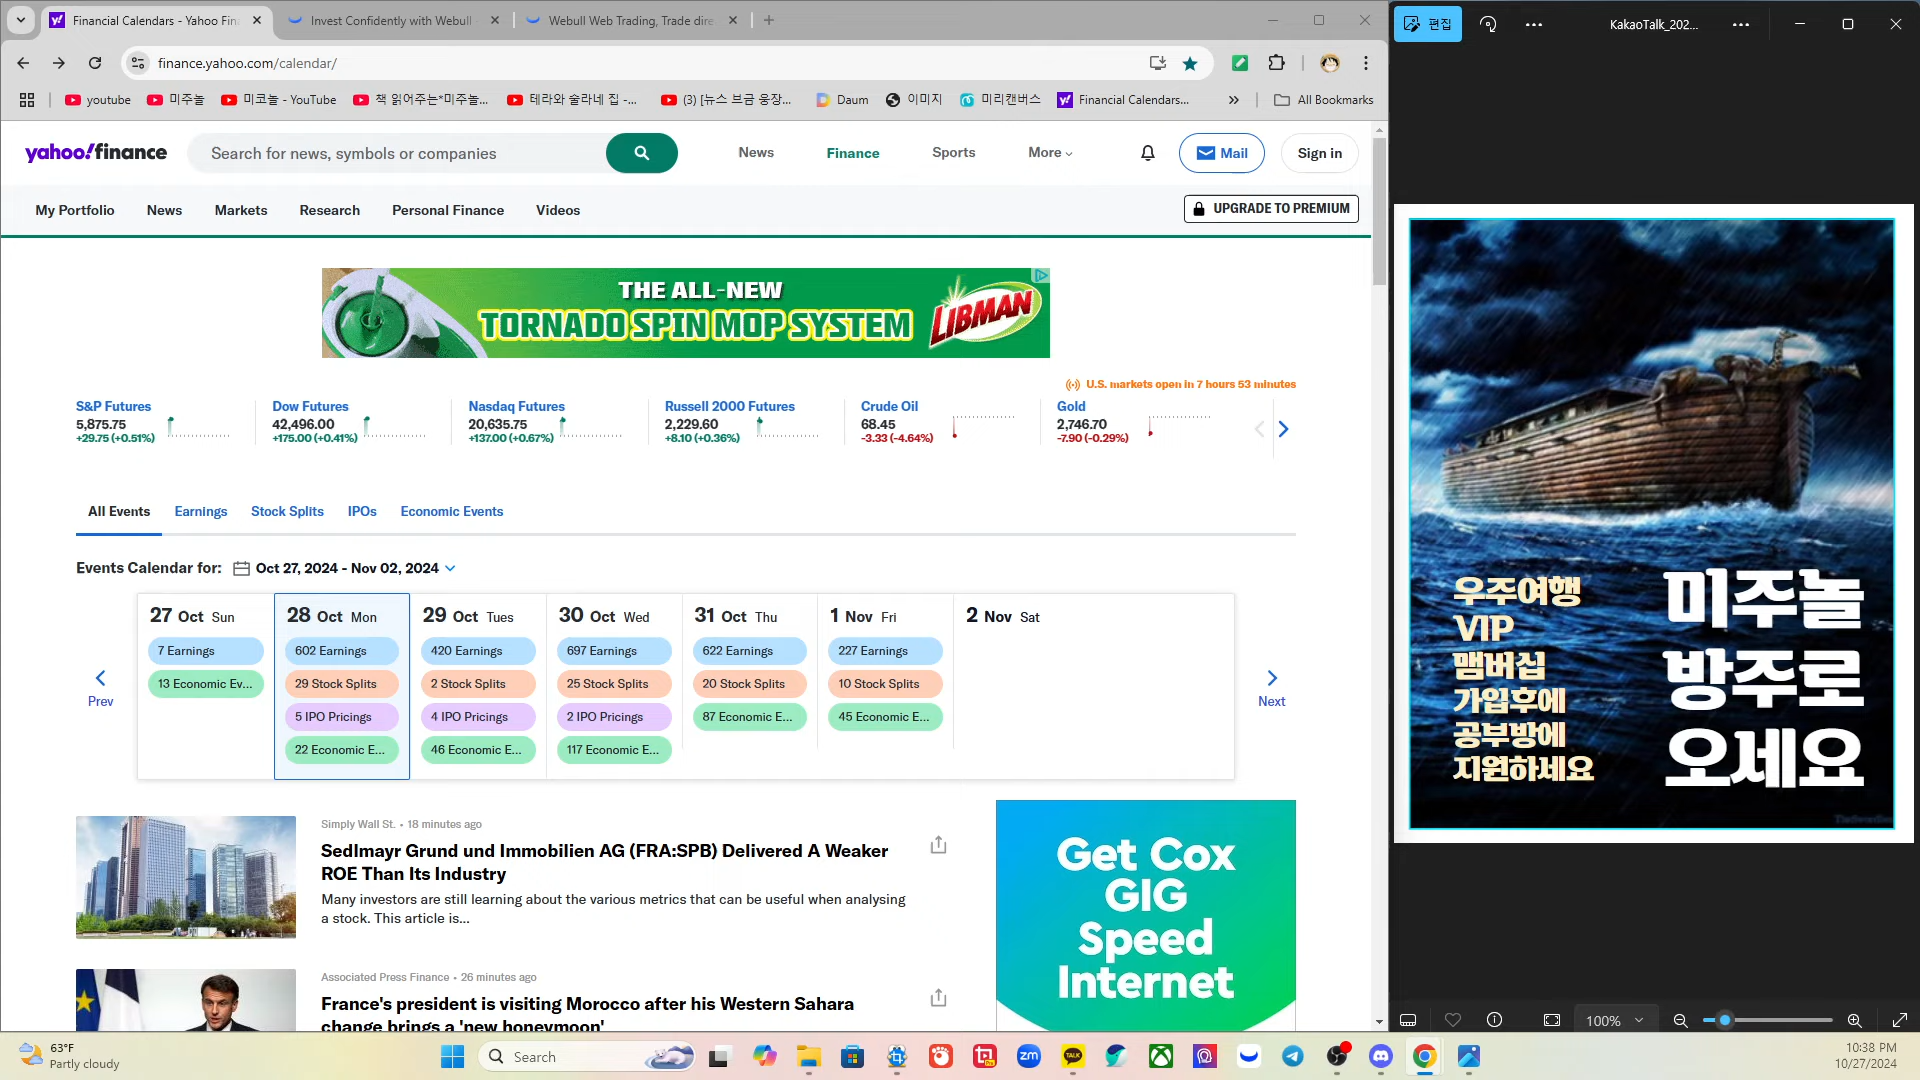 Financial Calendars - Yahoo Fin
Invest Confidently with Webull
Webull Web Trading, Trade dire
편집
KakaoTalk_202...
finance.yahoo.com/calendar/
youtube
미주놀
미코놀 - YouTube
책 읽어주는*미주놀...
테라와 술라네 집 -...
(3) [뉴스 브금 웅장...
Daum
이미지
미리캔버스
Financial Calendars...
All Bookmarks
yahoo!finance
Search for news, symbols or companies
News
Finance
Sports
More
Mail
Sign in
My Portfolio
News
Markets
Research
Personal Finance
Videos
UPGRADE TO PREMIUM
THE ALL-NEW
TORNADO SPIN MOP SYSTEM
LIBMAN
U.S. markets open in 7 hours 53 minutes
S&P Futures
5,875.75
+29.75 (+0.51%)
Dow Futures
42,496.00
+175.00 (+0.41%)
Nasdaq Futures
20,635.75
+137.00 (+0.67%)
Russell 2000 Futures
2,229.60
+8.10 (+0.36%)
Crude Oil
68.45
-3.33 (-4.64%)
Gold
2,746.70
-7.90 (-0.29%)
All Events
Earnings
Stock Splits
IPOs
Economic Events
Events Calendar for: Oct 27, 2024 - Nov 02, 2024
Prev
27 Oct Sun
7 Earnings
13 Economic Ev...
28 Oct Mon
602 Earnings
29 Stock Splits
5 IPO Pricings
22 Economic E...
29 Oct Tues
420 Earnings
2 Stock Splits
4 IPO Pricings
46 Economic E...
30 Oct Wed
697 Earnings
25 Stock Splits
2 IPO Pricings
117 Economic E...
31 Oct Thu
622 Earnings
20 Stock Splits
87 Economic E...
1 Nov Fri
227 Earnings
10 Stock Splits
45 Economic E...
2 Nov Sat
Next
Simply Wall St. • 18 minutes ago
Sedlmayr Grund und Immobilien AG (FRA:SPB) Delivered A Weaker
ROE Than Its Industry
Many investors are still learning about the various metrics that can be useful when analysing
a stock. This article is...
Associated Press Finance • 26 minutes ago
France's president is visiting Morocco after his Western Sahara
change brings a 'new honeymoon'
Get Cox
GIG
Speed
Internet
우주여행
VIP
맴버십
가입후에
공부방에
지원하세요
미주놀
방주로
오세요
100%
63°F
Partly cloudy
Search
zm
TALK
10:38 PM
10/27/2024